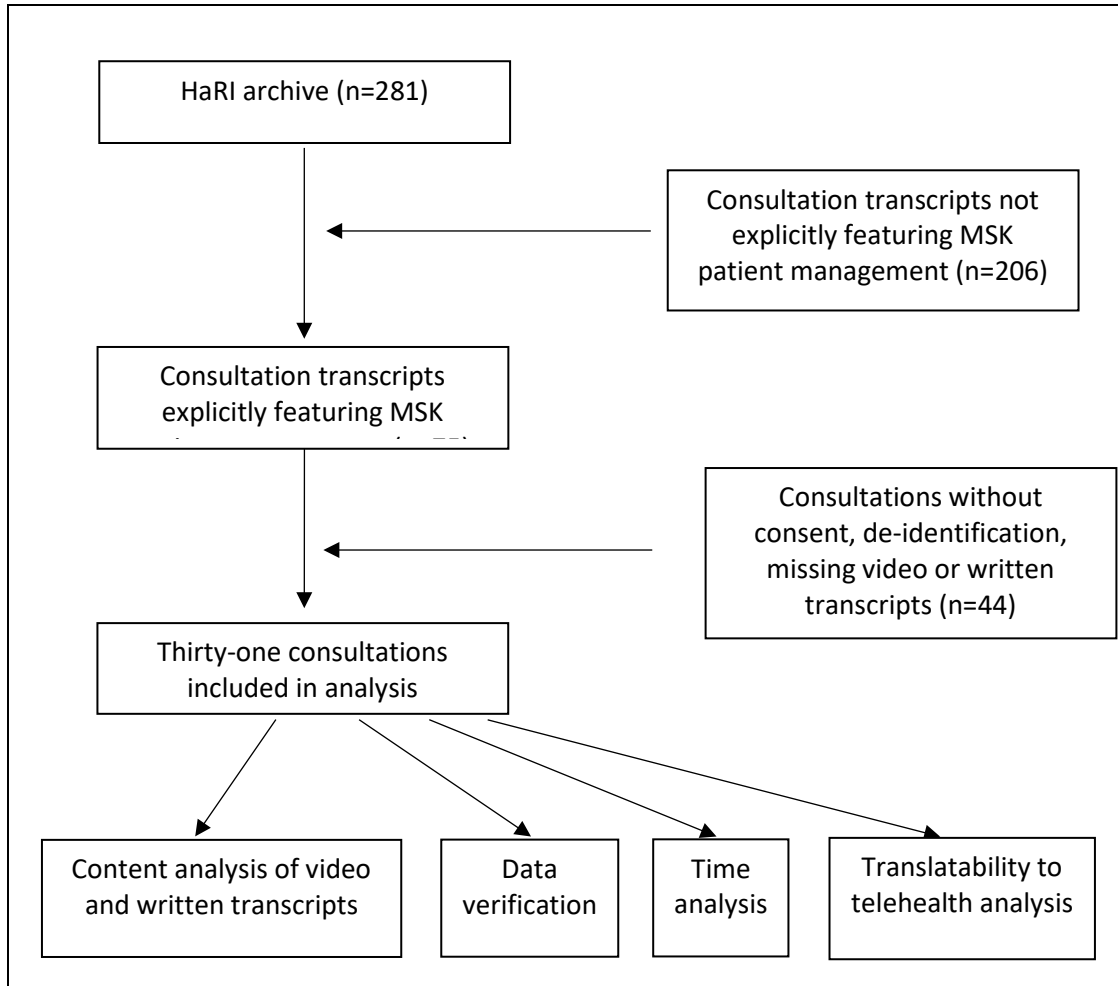 HaRI archive (n=281)
Consultation transcripts not
explicitly featuring MSK
patient management (n=206)
Consultation transcripts
explicitly featuring MSK
Consultations without
consent, de-identification,
missing video or written
transcripts (n=44)
Thirty-one consultations
included in analysis
Content analysis of video
and written transcripts
Data
verification
Time
analysis
Translatability to
telehealth analysis